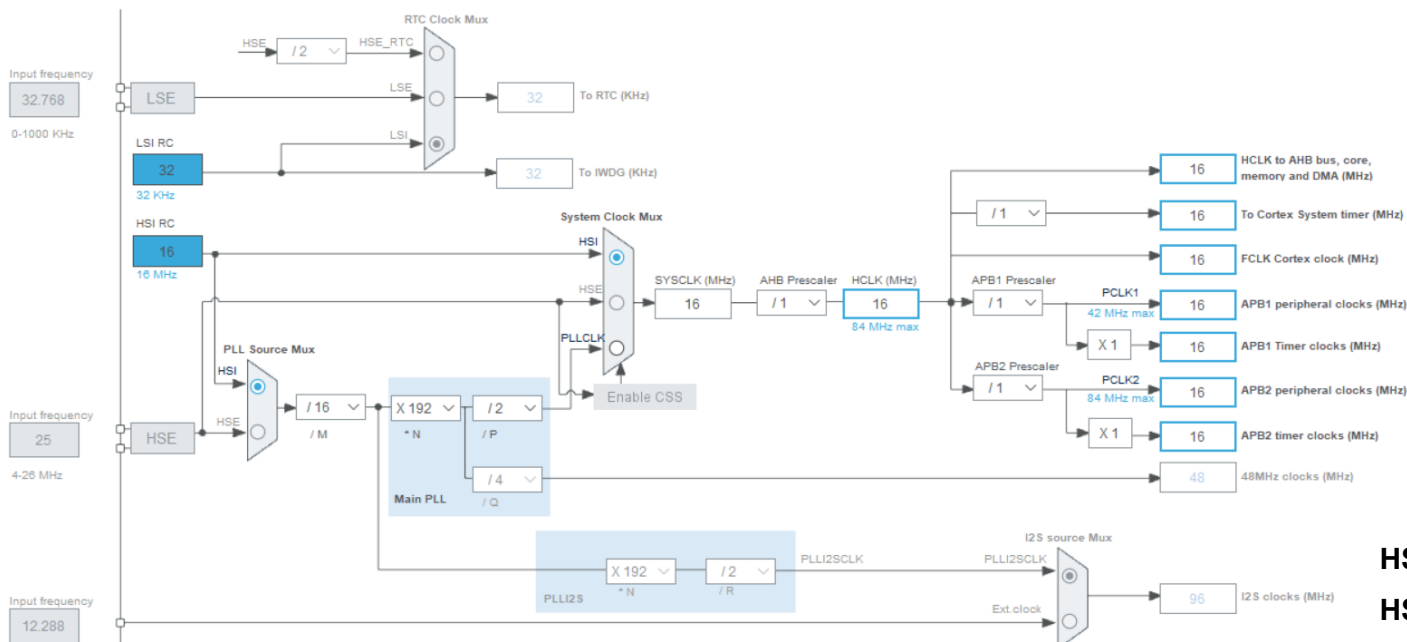 RTC Clock Mux
HSE
/ 2
HSE_RTC
Input frequency
32.768
0-1000 KHz
LSE
LSE
32
To RTC (KHz)
LSI RC
LSI
32
32 KHz
32
To IWDG (KHz)
HSI RC
16
16 MHz
System Clock Mux
HSI
HSE
PLLCLK
SYSCLK (MHz)
16
AHB Prescaler
/ 1
HCLK (MHz)
16
84 MHz max
Enable CSS
16
HCLK to AHB bus, core,
memory and DMA (MHz)
/ 1
16
To Cortex System timer (MHz)
16
FCLK Cortex clock (MHz)
APB1 Prescaler
/ 1
PCLK1
42 MHz max
16
APB1 peripheral clocks (MHz)
X 1
16
APB1 Timer clocks (MHz)
APB2 Prescaler
/ 1
PCLK2
84 MHz max
16
APB2 peripheral clocks (MHz)
X 1
16
APB2 timer clocks (MHz)
48
48MHz clocks (MHz)
PLL Source Mux
HSI
HSE
Input frequency
25
4-26 MHz
HSE
/ 16
/ M
X 192
* N
/ 2
/ P
/ 4
/ Q
Main PLL
X 192
* N
/ 2
/ R
PLLI2S
PLLI2SCLK
I2S source Mux
PLLI2SCLK
Ext.clock
96
I2S clocks (MHz)
Input frequency
12.288
HS
HS